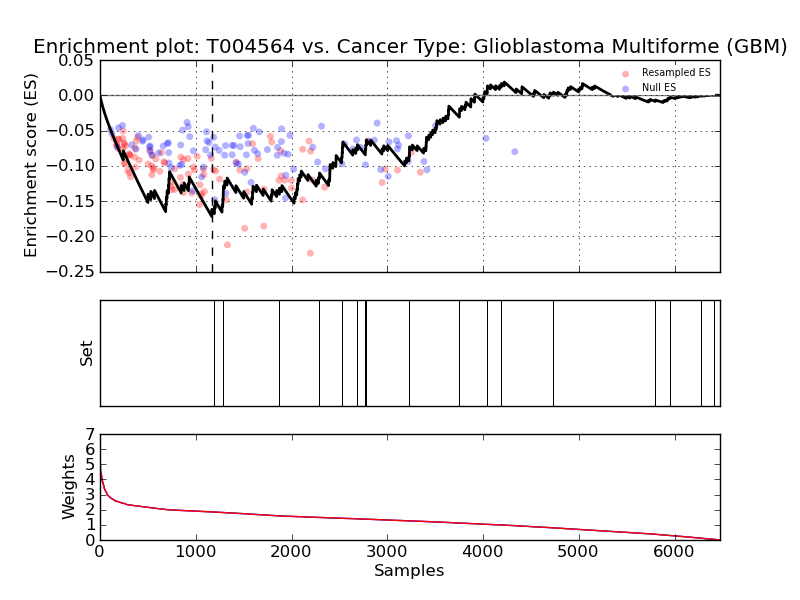 Enrichment plot: T004564 vs. Cancer Type: Glioblastoma Multiforme (GBM)
0.05
0.00
−0.05
−0.10
−0.15
−0.20
−0.25
Enrichment score (ES)
Resampled ES
Null ES
Set
7
6
5
4
3
2
1
0
Weights
0 1000 2000 3000 4000 5000 6000
Samples